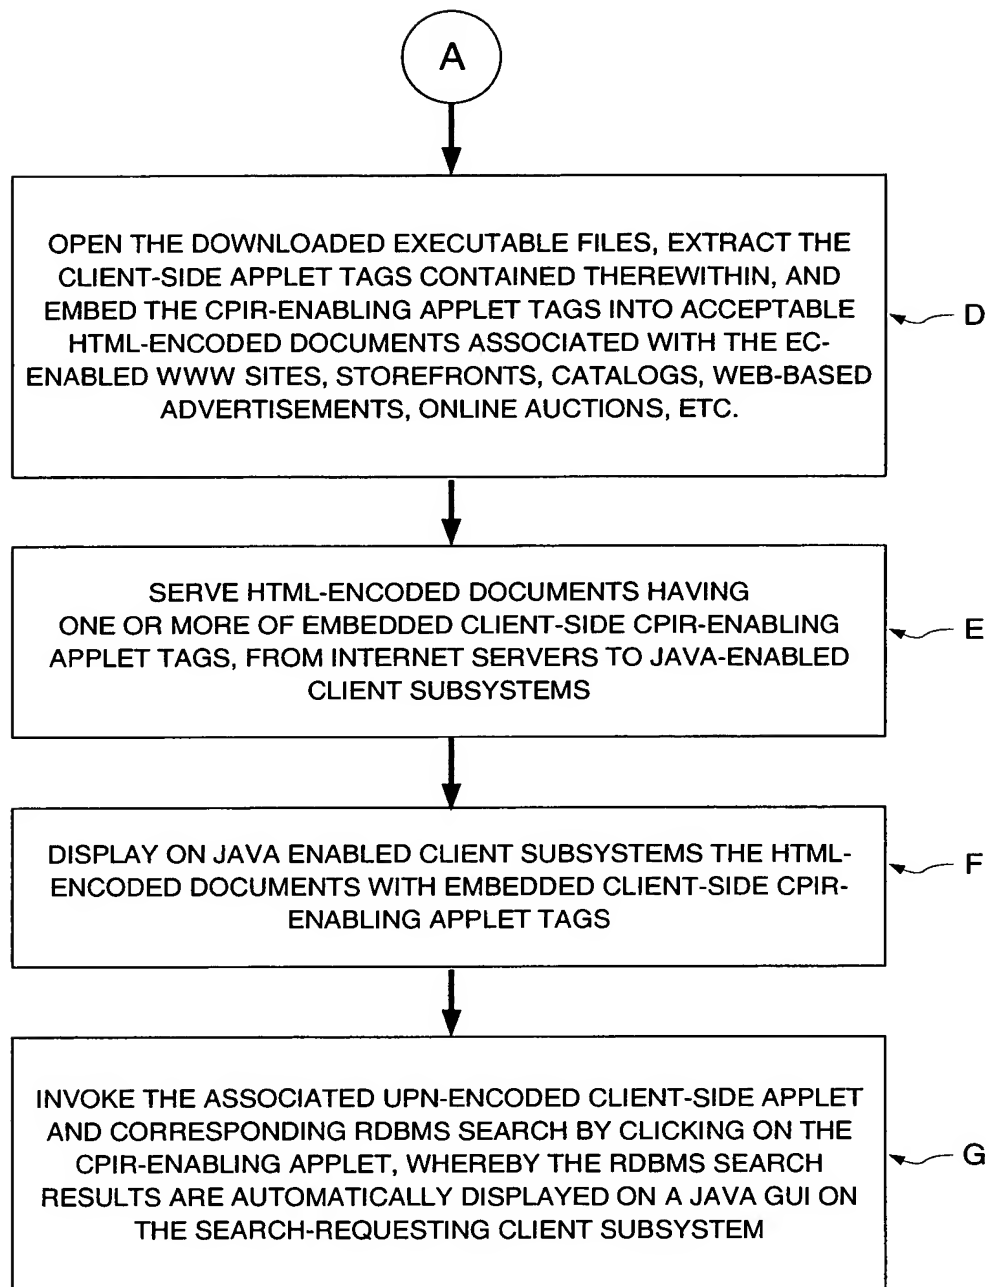 A
OPEN THE DOWNLOADED EXECUTABLE FILES, EXTRACT THE
CLIENT-SIDE APPLET TAGS CONTAINED THEREWITHIN, AND
EMBED THE CPIR-ENABLING APPLET TAGS INTO ACCEPTABLE
HTML-ENCODED DOCUMENTS ASSOCIATED WITH THE EC-
ENABLED WWW SITES, STOREFRONTS, CATALOGS, WEB-BASED
ADVERTISEMENTS, ONLINE AUCTIONS, ETC.
D
SERVE HTML-ENCODED DOCUMENTS HAVING
ONE OR MORE OF EMBEDDED CLIENT-SIDE CPIR-ENABLING
APPLET TAGS, FROM INTERNET SERVERS TO JAVA-ENABLED
CLIENT SUBSYSTEMS
E
DISPLAY ON JAVA ENABLED CLIENT SUBSYSTEMS THE HTML-
ENCODED DOCUMENTS WITH EMBEDDED CLIENT-SIDE CPIR-
ENABLING APPLET TAGS
F
INVOKE THE ASSOCIATED UPN-ENCODED CLIENT-SIDE APPLET
AND CORRESPONDING RDBMS SEARCH BY CLICKING ON THE
CPIR-ENABLING APPLET, WHEREBY THE RDBMS SEARCH
RESULTS ARE AUTOMATICALLY DISPLAYED ON A JAVA GUI ON
THE SEARCH-REQUESTING CLIENT SUBSYSTEM
G